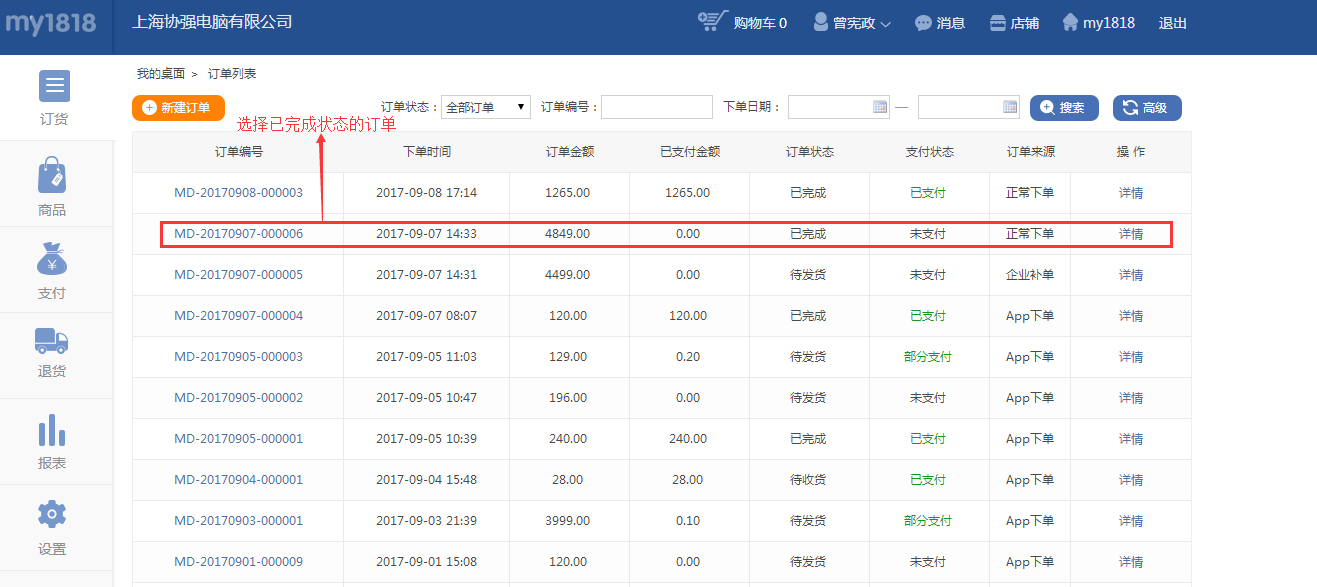 my1818 上海协强电脑有限公司 购物车 0 曾宪政 消息 店铺 my1818 退出
订货
商品
支付
退货
报表
设置
我的桌面 > 订单列表
新建订单 订单状态： 全部订单 订单编号： 下单日期： — 搜索 高级
选择已完成状态的订单
订单编号 下单时间 订单金额 已支付金额 订单状态 支付状态 订单来源 操 作
MD-20170908-000003 2017-09-08 17:14 1265.00 1265.00 已完成 已支付 正常下单 详情
MD-20170907-000006 2017-09-07 14:33 4849.00 0.00 已完成 未支付 正常下单 详情
MD-20170907-000005 2017-09-07 14:31 4499.00 0.00 待发货 未支付 企业补单 详情
MD-20170907-000004 2017-09-07 08:07 120.00 120.00 已完成 已支付 App下单 详情
MD-20170905-000003 2017-09-05 11:03 129.00 0.20 待发货 部分支付 App下单 详情
MD-20170905-000002 2017-09-05 10:47 196.00 0.00 待发货 未支付 App下单 详情
MD-20170905-000001 2017-09-05 10:39 240.00 240.00 已完成 已支付 App下单 详情
MD-20170904-000001 2017-09-04 15:48 28.00 28.00 待收货 已支付 App下单 详情
MD-20170903-000001 2017-09-03 21:39 3999.00 0.10 待发货 部分支付 App下单 详情
MD-20170901-000009 2017-09-01 15:08 120.00 0.00 待发货 未支付 App下单 详情